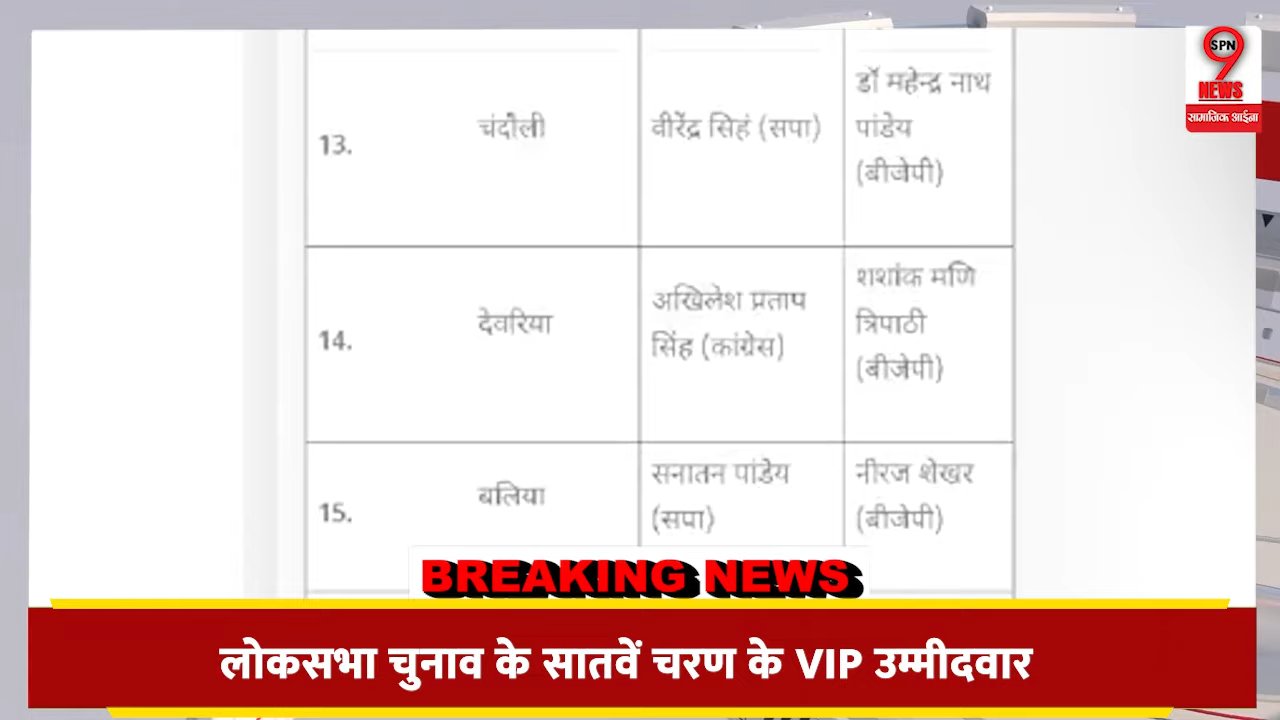 SPN
9
NEWS
सामाजिक आईना
13.
चंदौली
वीरेंद्र सिहं (सपा)
डॉ महेन्द्र नाथ
पांडेय
(बीजेपी)
14.
देवरिया
अखिलेश प्रताप
सिंह (कांग्रेस)
शशांक मणि
त्रिपाठी
(बीजेपी)
15.
बलिया
सनातन पांडेय
(सपा)
नीरज शेखर
(बीजेपी)
BREAKING NEWS
लोकसभा चुनाव के सातवें चरण के VIP उम्मीदवार